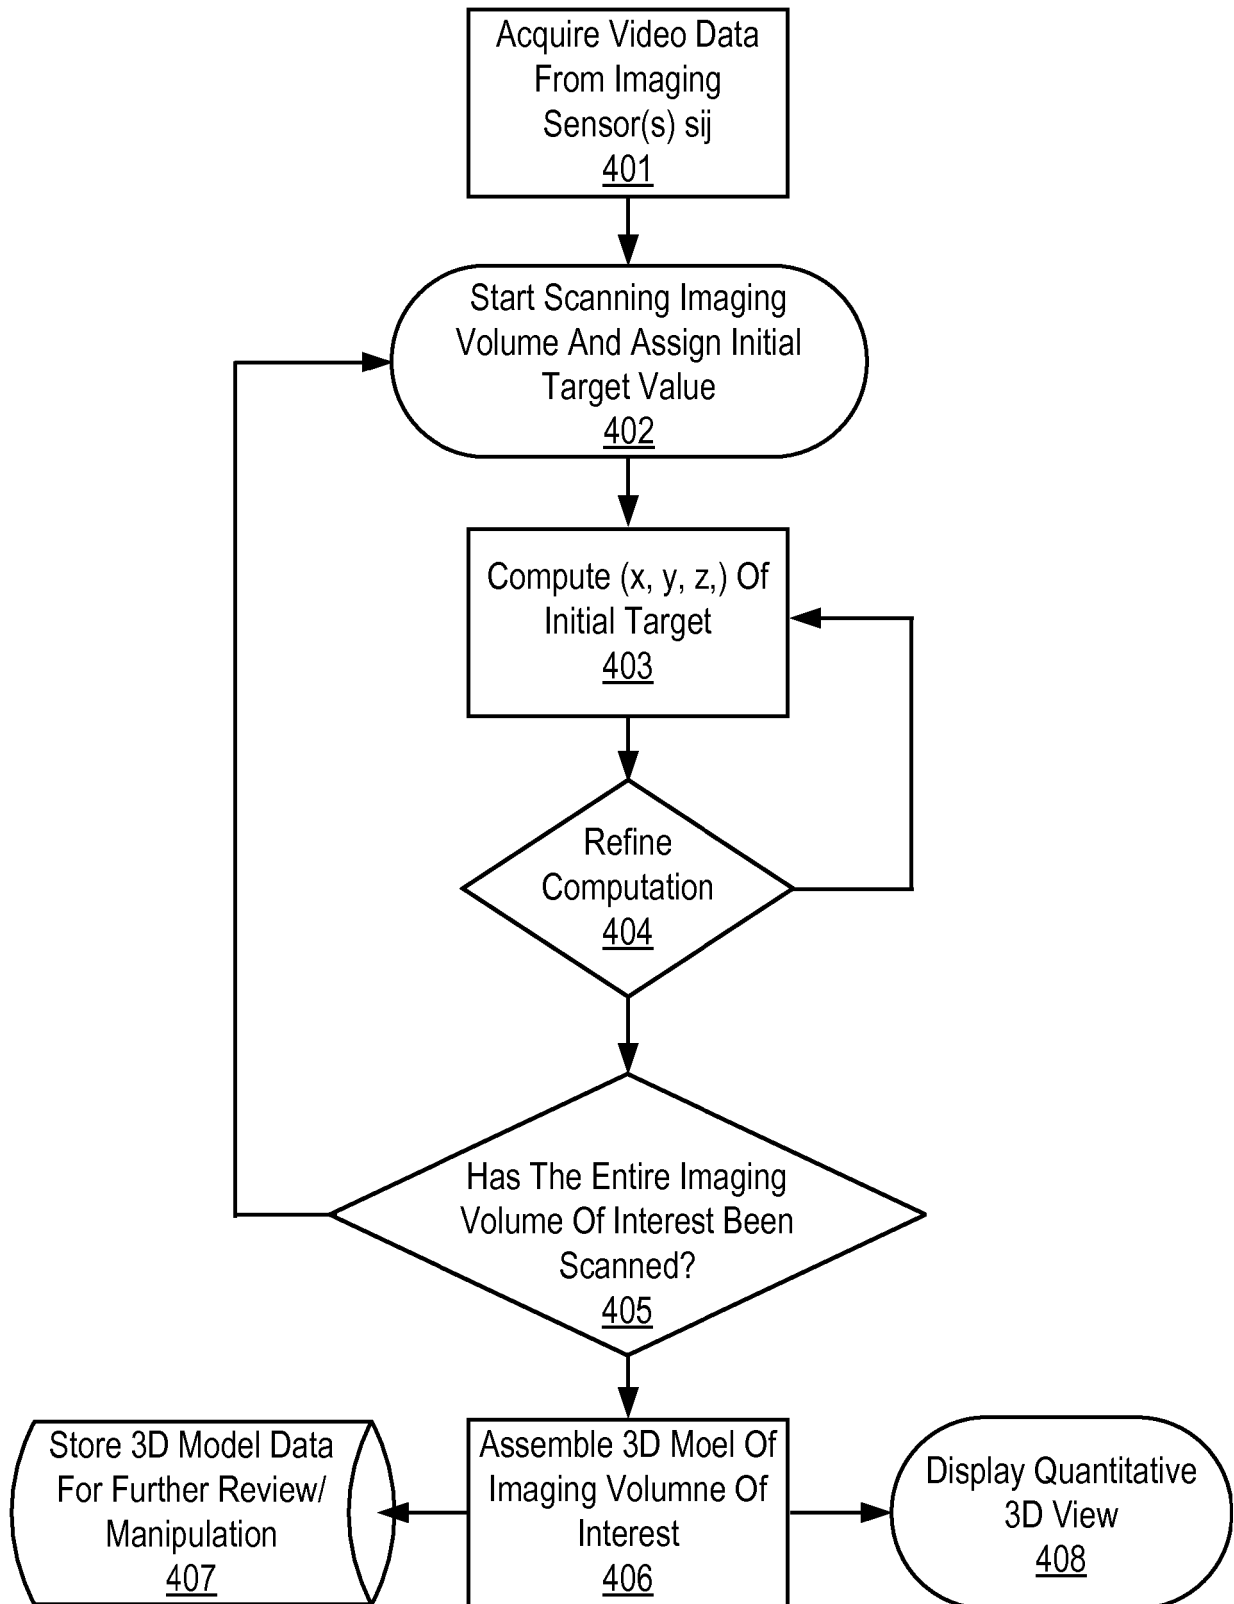 Acquire Video Data
From Imaging
Sensor(s) sij
401
Start Scanning Imaging
Volume And Assign Initial
Target Value
402
Compute (x, y, z,) Of
Initial Target
403
Refine
Computation
404
Has The Entire Imaging
Volume Of Interest Been
Scanned?
405
Store 3D Model Data
For Further Review/
Manipulation
407
Assemble 3D Moel Of
Imaging Volumne Of
Interest
406
Display Quantitative
3D View
408